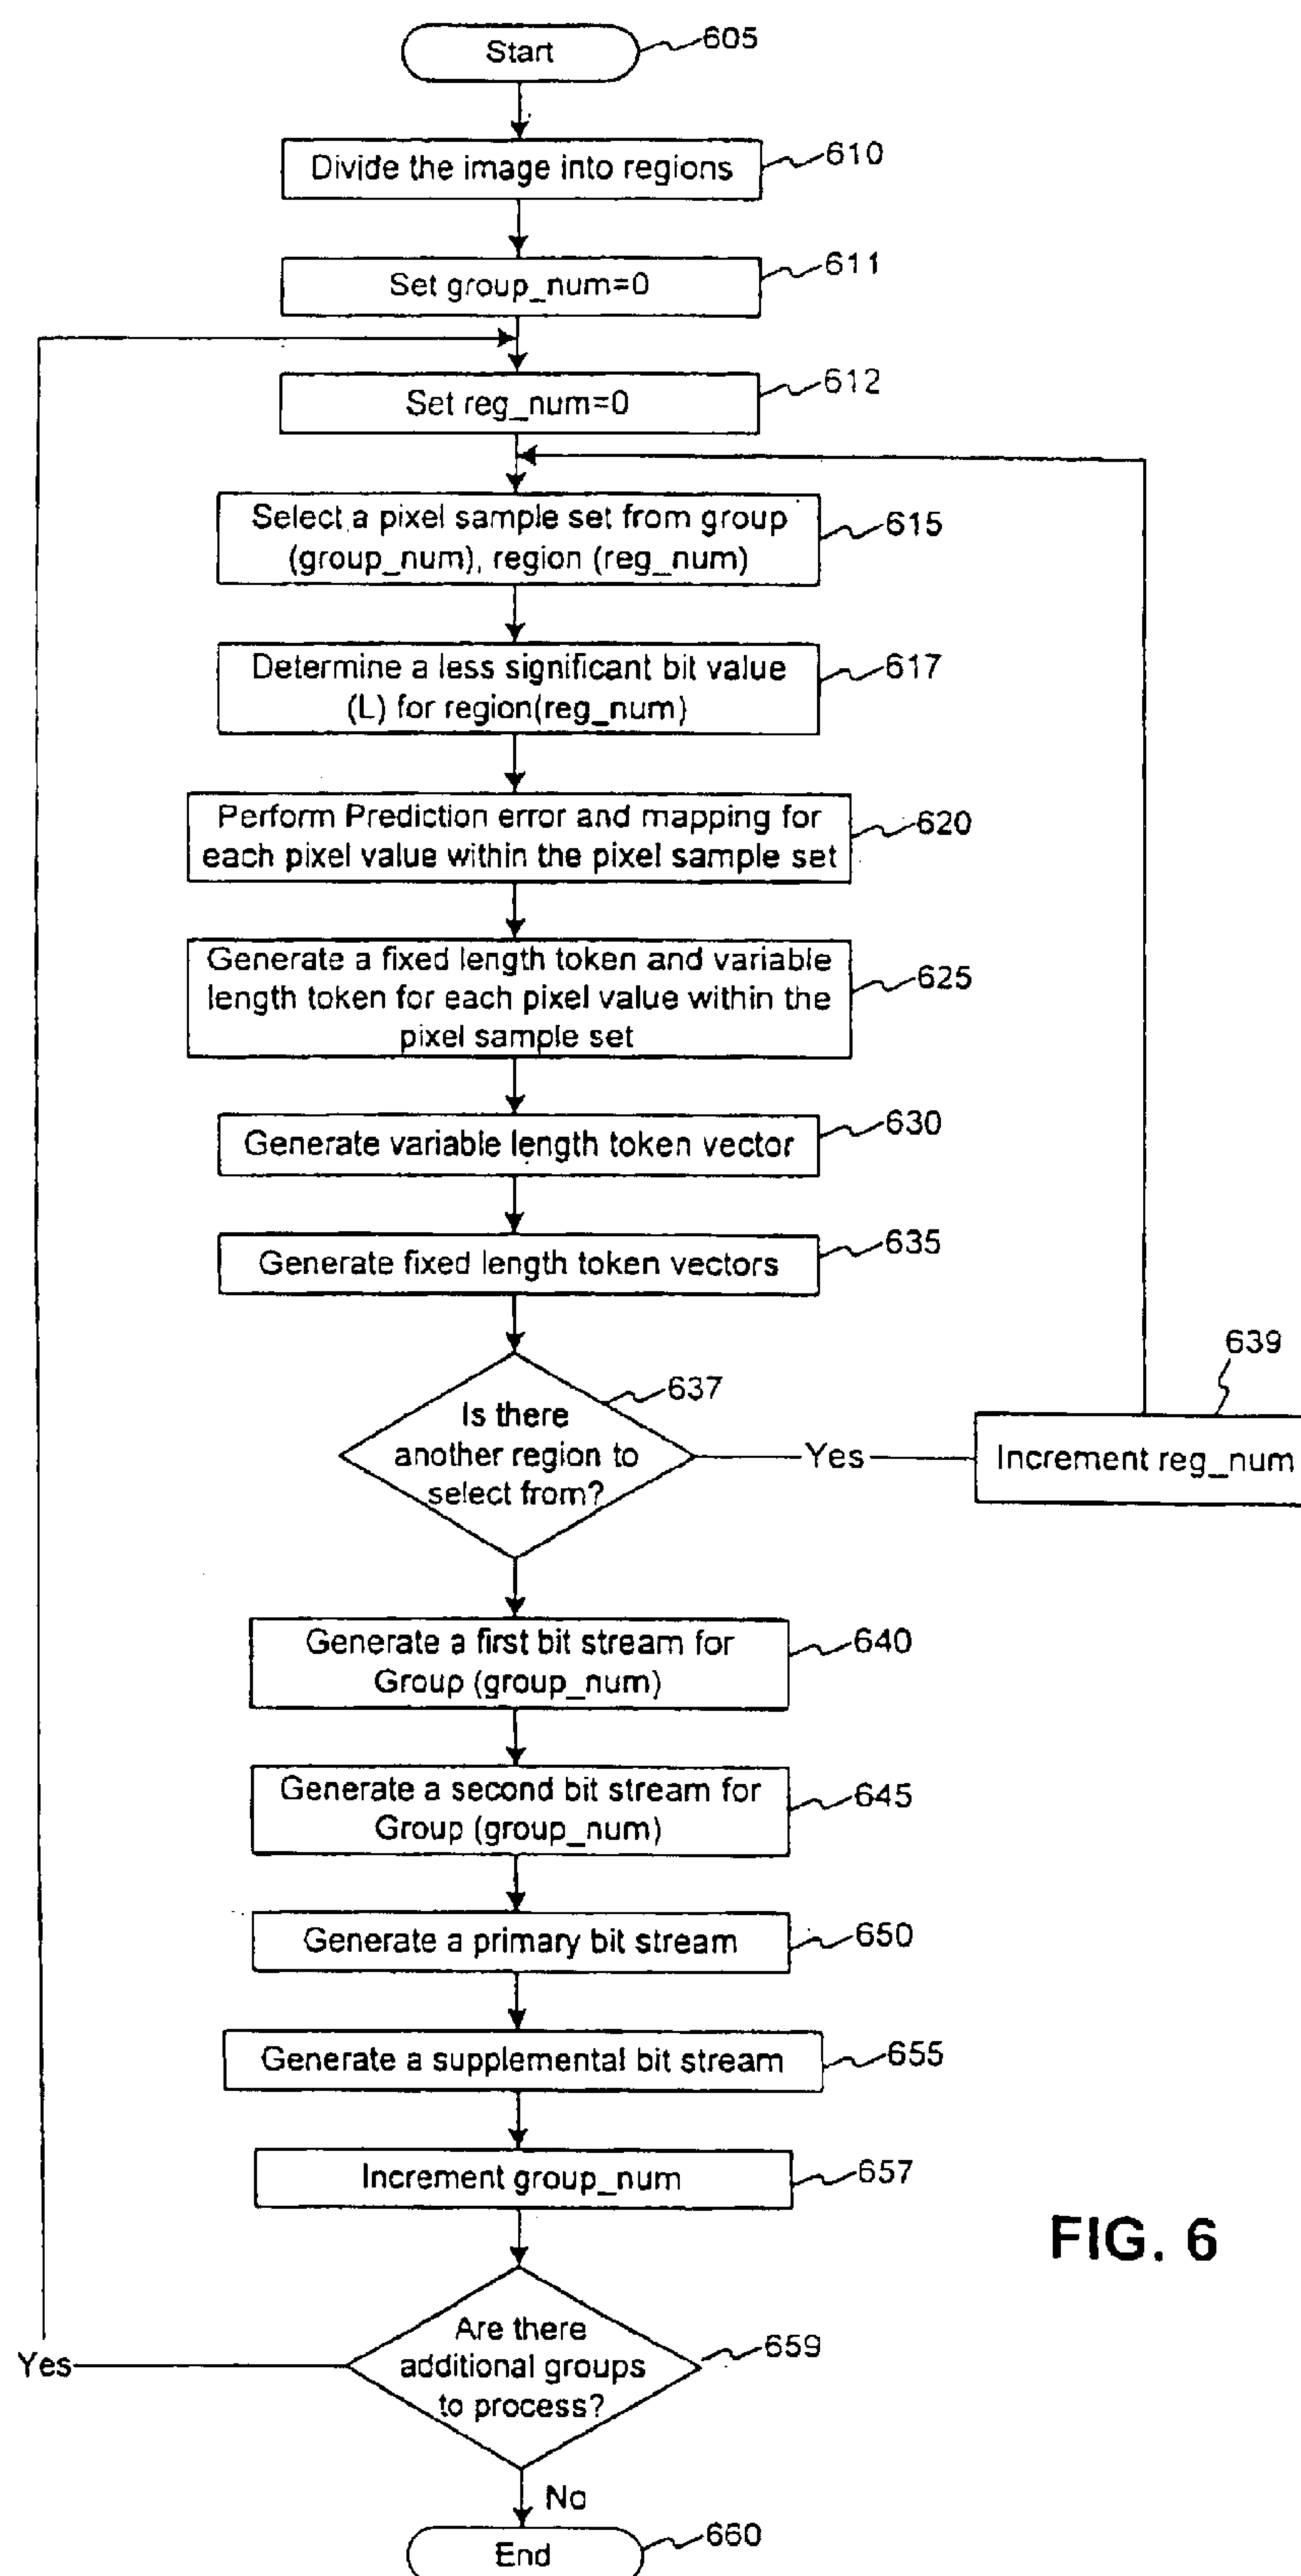 Start
605
Divide the image into regions
610
Set group_num=0
611
Set reg_num=0
612
Select a pixel sample set from group
(group_num), region (reg_num)
615
Determine a less significant bit value
(L) for region(reg_num)
617
Perform Prediction error and mapping for
each pixel value within the pixel sample set
620
Generate a fixed length token and variable
length token for each pixel value within the
pixel sample set
625
Generate variable length token vector
630
Generate fixed length token vectors
635
Is there
another region to
select from?
637
Yes
639
Increment reg_num
Generate a first bit stream for
Group (group_num)
640
Generate a second bit stream for
Group (group_num)
645
Generate a primary bit stream
650
Generate a supplemental bit stream
655
Increment group_num
657
FIG. 6
Are there
additional groups
to process?
659
Yes
No
End
660